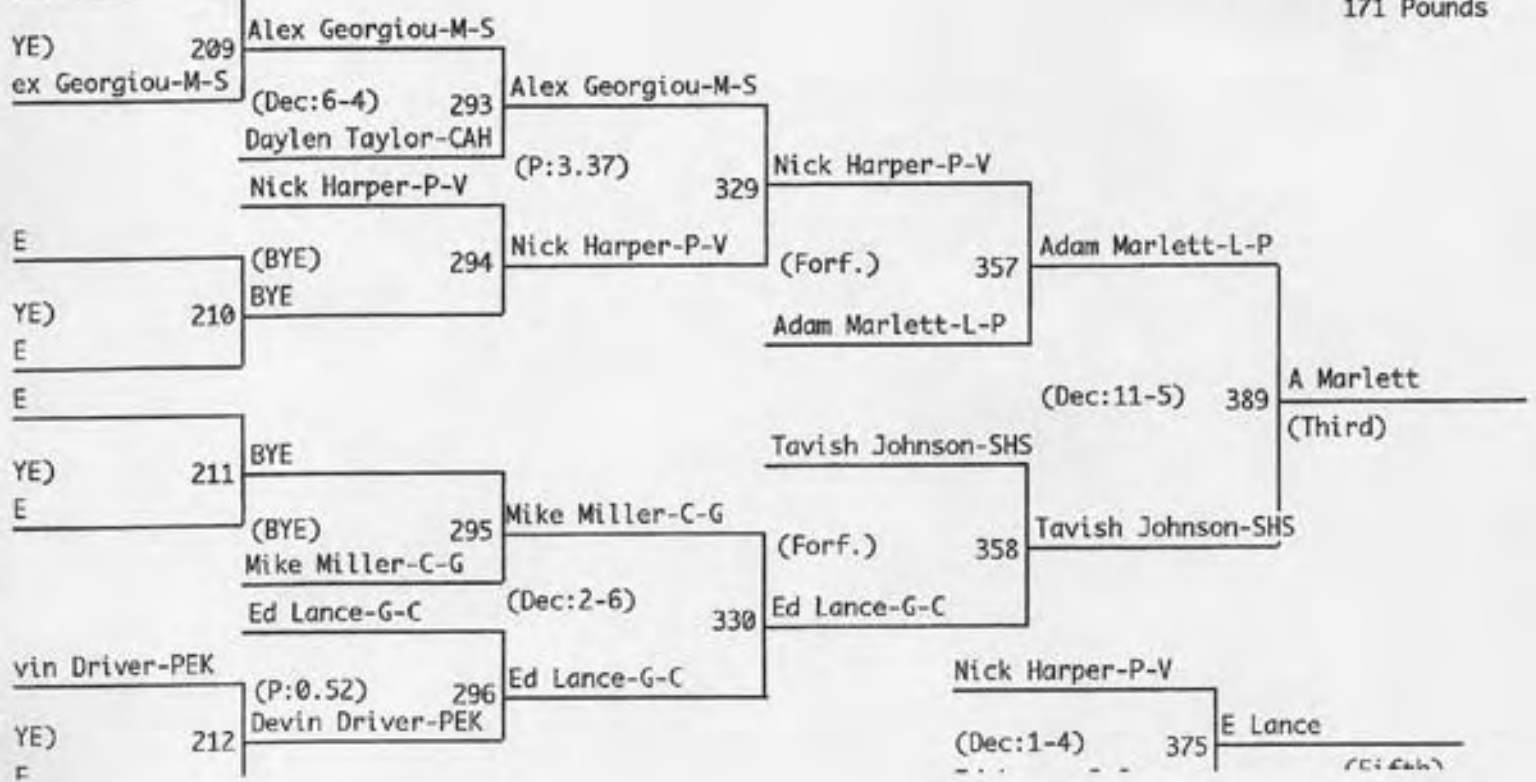 171 Pounds
YE) 209 Alex Georgiou-M-S
ex Georgiou-M-S
(Dec:6-4) 293 Alex Georgiou-M-S
Daylen Taylor-CAH
(P:3.37) 329 Nick Harper-P-V
Nick Harper-P-V
E
(BYE) 294 Nick Harper-P-V
(Forf.) 357 Adam Marlett-L-P
YE) 210 BYE
E
Adam Marlett-L-P
E
(Dec:11-5) 389 A Marlett
(Third)
Tavish Johnson-SHS
YE) 211 BYE
E
(BYE) 295 Mike Miller-C-G
(Forf.) 358 Tavish Johnson-SHS
Mike Miller-C-G
(Dec:2-6) 330 Ed Lance-G-C
Ed Lance-G-C
vin Driver-PEK
(P:0.52) 296 Ed Lance-G-C
Nick Harper-P-V
YE) 212 Devin Driver-PEK
(Dec:1-4) 375 E Lance
(Fifth)
E